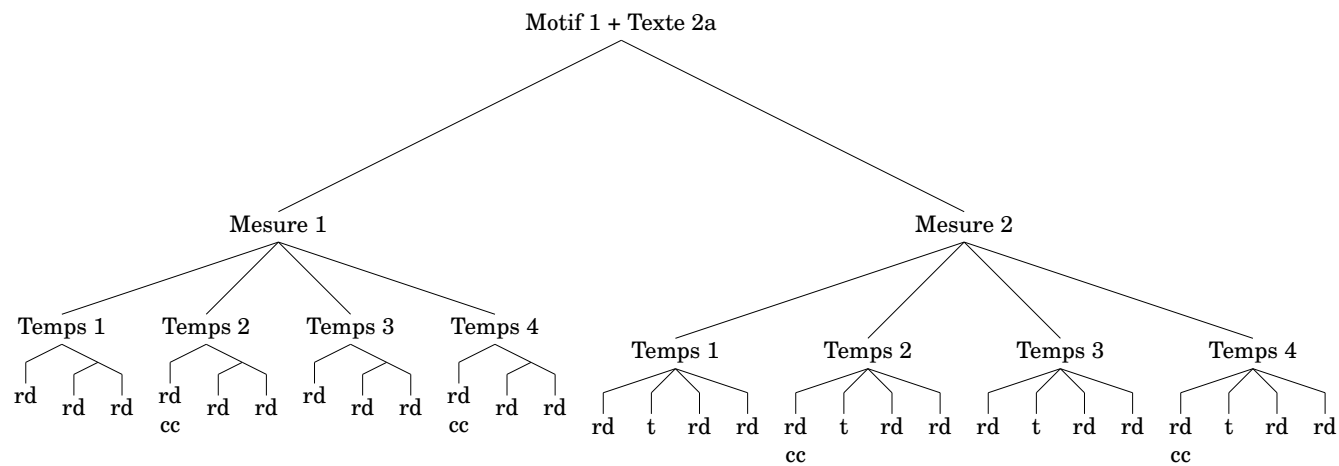 Motif 1 + Texte 2a
Mesure 1 Mesure 2
Temps 1 Temps 2 Temps 3 Temps 4
Temps 1 Temps 2 Temps 3 Temps 4
rd rd rd rd rd rd rd rd rd rd rd rd
cc cc
rd t rd rd rd t rd rd rd t rd rd rd t rd rd
cc cc